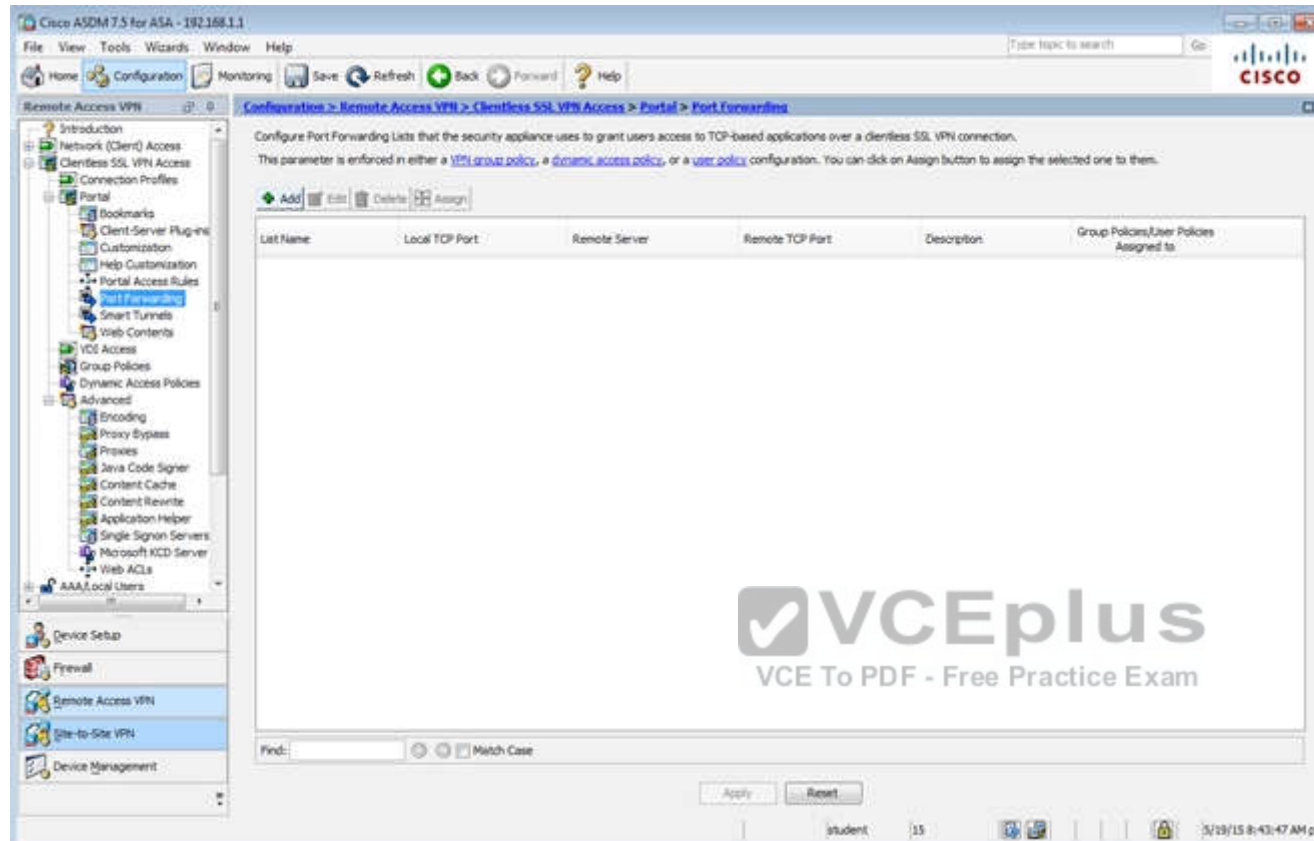 Cisco ASDM 7.5 for ASA - 192.168.1.1
File View Tools Wizards Window Help
Type topic to search Go
Home Configuration Monitoring Save Refresh Back Forward Help
CISCO
Remote Access VPN
Configuration > Remote Access VPN > Clientless SSL VPN Access > Portal > Port Forwarding
Introduction
Network (Client) Access
Clientless SSL VPN Access
Connection Profiles
Portal
Bookmarks
Client-Server Plug-ins
Customization
Help Customization
Portal Access Rules
Port Forwarding
Smart Tunnels
Web Contents
VDI Access
Group Policies
Dynamic Access Policies
Advanced
Encoding
Proxy Bypass
Proxies
Java Code Signer
Content Cache
Content Rewrite
Application Helper
Single Signon Servers
Microsoft KCD Server
Web ACLs
AAA/Local Users
Device Setup
Firewall
Remote Access VPN
Site-to-Site VPN
Device Management
Configure Port Forwarding Lists that the security appliance uses to grant users access to TCP-based applications over a clientless SSL VPN connection.
This parameter is enforced in either a VPN group policy, a dynamic access policy, or a user policy configuration. You can click on Assign button to assign the selected one to them.
Add Edit Delete Assign
List Name Local TCP Port Remote Server Remote TCP Port Description Group Policies/User Policies
Assigned to
VCEplus
VCE To PDF - Free Practice Exam
Find: Match Case
Apply Reset
student 15 5/19/15 8:43:47 AM p